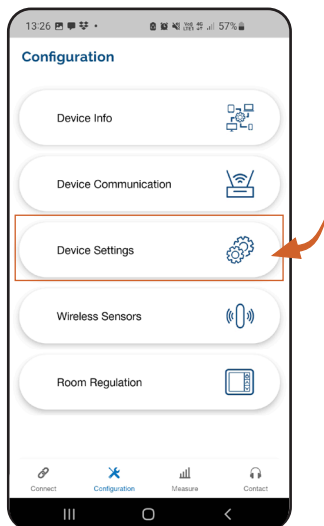 13:26 57%
Configuration
Device Info
Device Communication
Device Settings
Wireless Sensors
Room Regulation
Connect Configuration Measure Contact